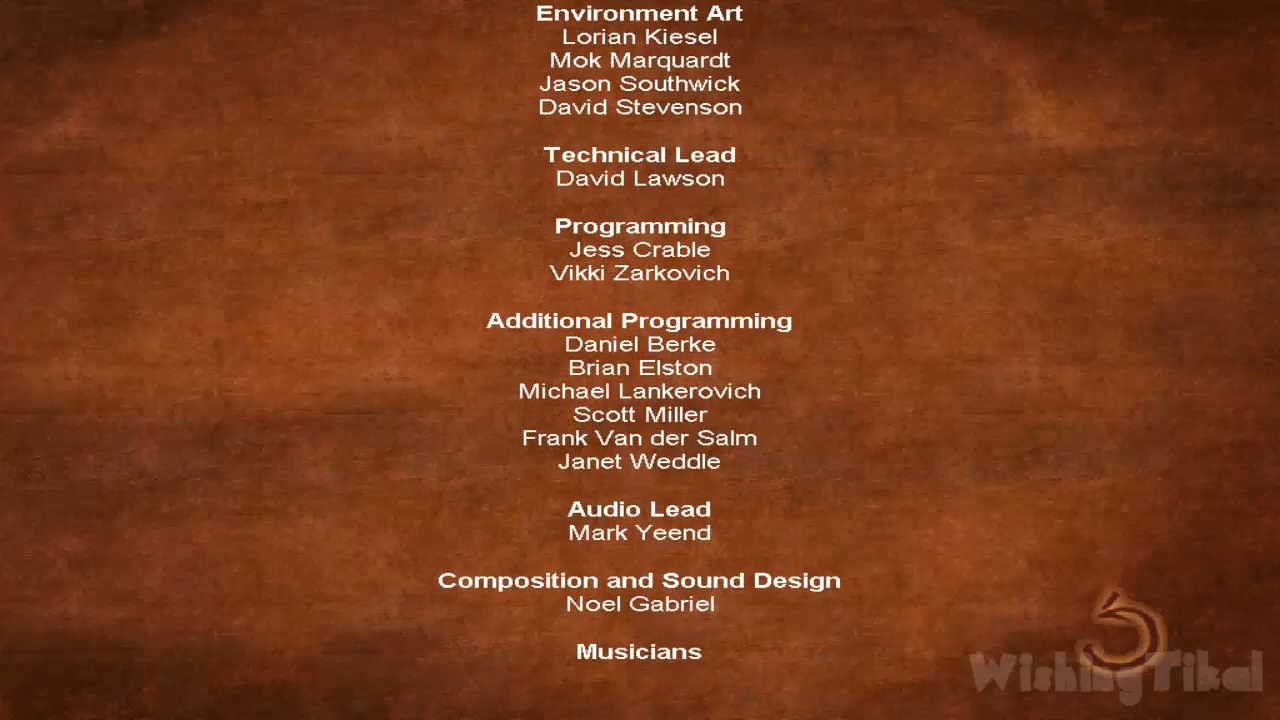 Environment Art
Lorian Kiesel
Mok Marquardt
Jason Southwick
David Stevenson
Technical Lead
David Lawson
Programming
Jess Crable
Vikki Zarkovich
Additional Programming
Daniel Berke
Brian Elston
Michael Lankerovich
Scott Miller
Frank Van der Salm
Janet Weddle
Audio Lead
Mark Yeend
Composition and Sound Design
Noel Gabriel
Musicians
WishingTikal